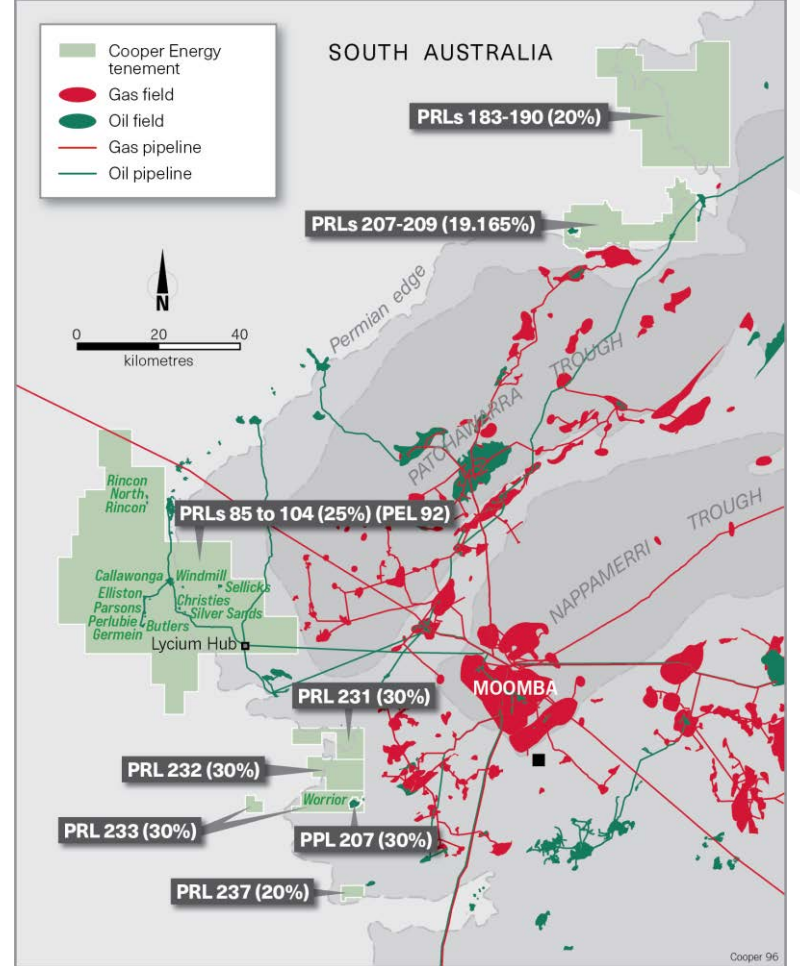 Cooper Energy
tenement
Gas field
Oil field
Gas pipeline
Oil pipeline
SOUTH AUSTRALIA
PRLs 183-190 (20%)
PRLs 207-209 (19.165%)
N
0 20 40
kilometres
Permian edge
PATCHAWARRA
TROUGH
NAPPAMERRI
TROUGH
Rincon
North
Rincon
PRLs 85 to 104 (25%) (PEL 92)
Callawonga
Windmill
Elliston
Sellicks
Parsons
Christies
Perlubie
Silver Sands
Germein
Butlers
Lycium Hub
MOOMBA
PRL 231 (30%)
PRL 232 (30%)
Worrior
PRL 233 (30%)
PPL 207 (30%)
PRL 237 (20%)
Cooper 96